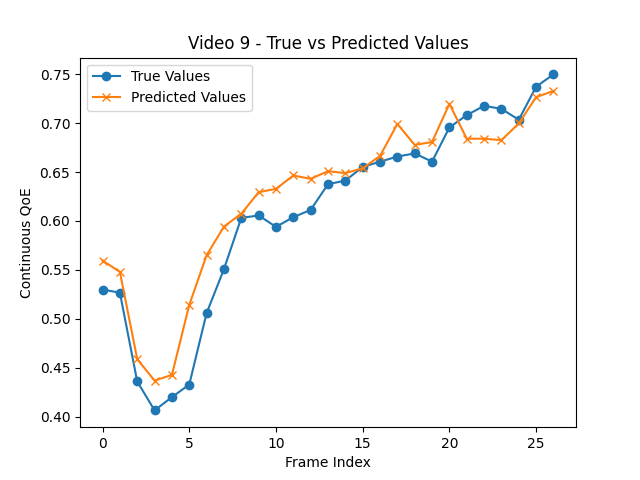 Video 9 - True vs Predicted Values
True Values
Predicted Values
Continuous QoE
0.75
0.70
0.65
0.60
0.55
0.50
0.45
0.40
0 5 10 15 20 25
Frame Index